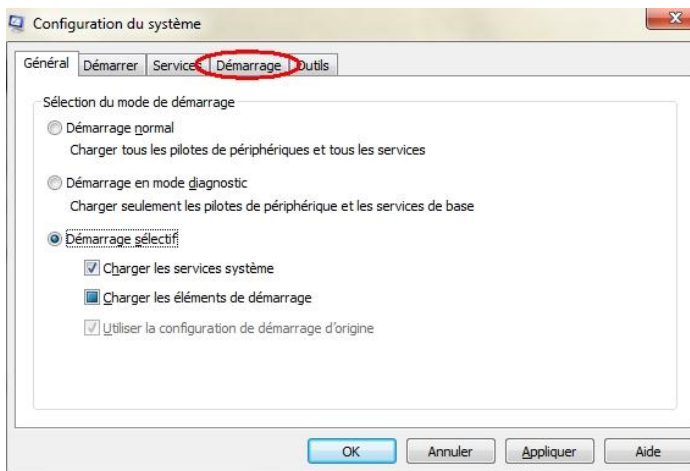 Configuration du système
Général Démarrer Services Démarrage Outils
Sélection du mode de démarrage
Démarrage normal
Charger tous les pilotes de périphériques et tous les services
Démarrage en mode diagnostic
Charger seulement les pilotes de périphérique et les services de base
Démarrage sélectif
Charger les services système
Charger les éléments de démarrage
Utiliser la configuration de démarrage d'origine
OK Annuler Appliquer Aide